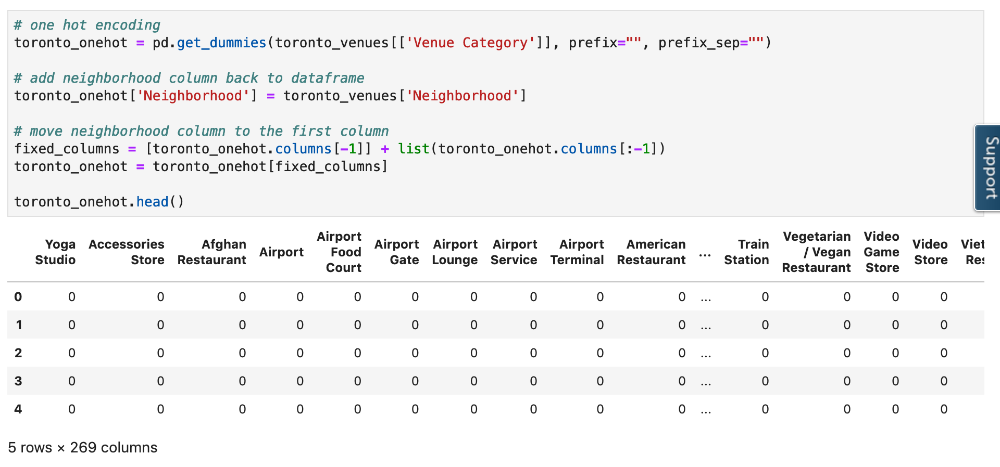 # one hot encoding
toronto_onehot = pd.get_dummies(toronto_venues[['Venue Category']], prefix="", prefix_sep="")
# add neighborhood column back to dataframe
toronto_onehot['Neighborhood'] = toronto_venues['Neighborhood']
# move neighborhood column to the first column
fixed_columns = [toronto_onehot.columns[-1]] + list(toronto_onehot.columns[:-1])
toronto_onehot = toronto_onehot[fixed_columns]
toronto_onehot.head()
Support
Yoga Studio Accessories Store Afghan Restaurant Airport Airport Food Court Airport Gate Airport Lounge Airport Service Airport Terminal American Restaurant ... Train Station Vegetarian / Vegan Restaurant Video Game Store Video Store
0 0 0 0 0 0 0 0 0 0 0 ... 0 0 0 0
1 0 0 0 0 0 0 0 0 0 0 ... 0 0 0 0
2 0 0 0 0 0 0 0 0 0 0 ... 0 0 0 0
3 0 0 0 0 0 0 0 0 0 0 ... 0 0 0 0
4 0 0 0 0 0 0 0 0 0 0 ... 0 0 0 0
5 rows × 269 columns